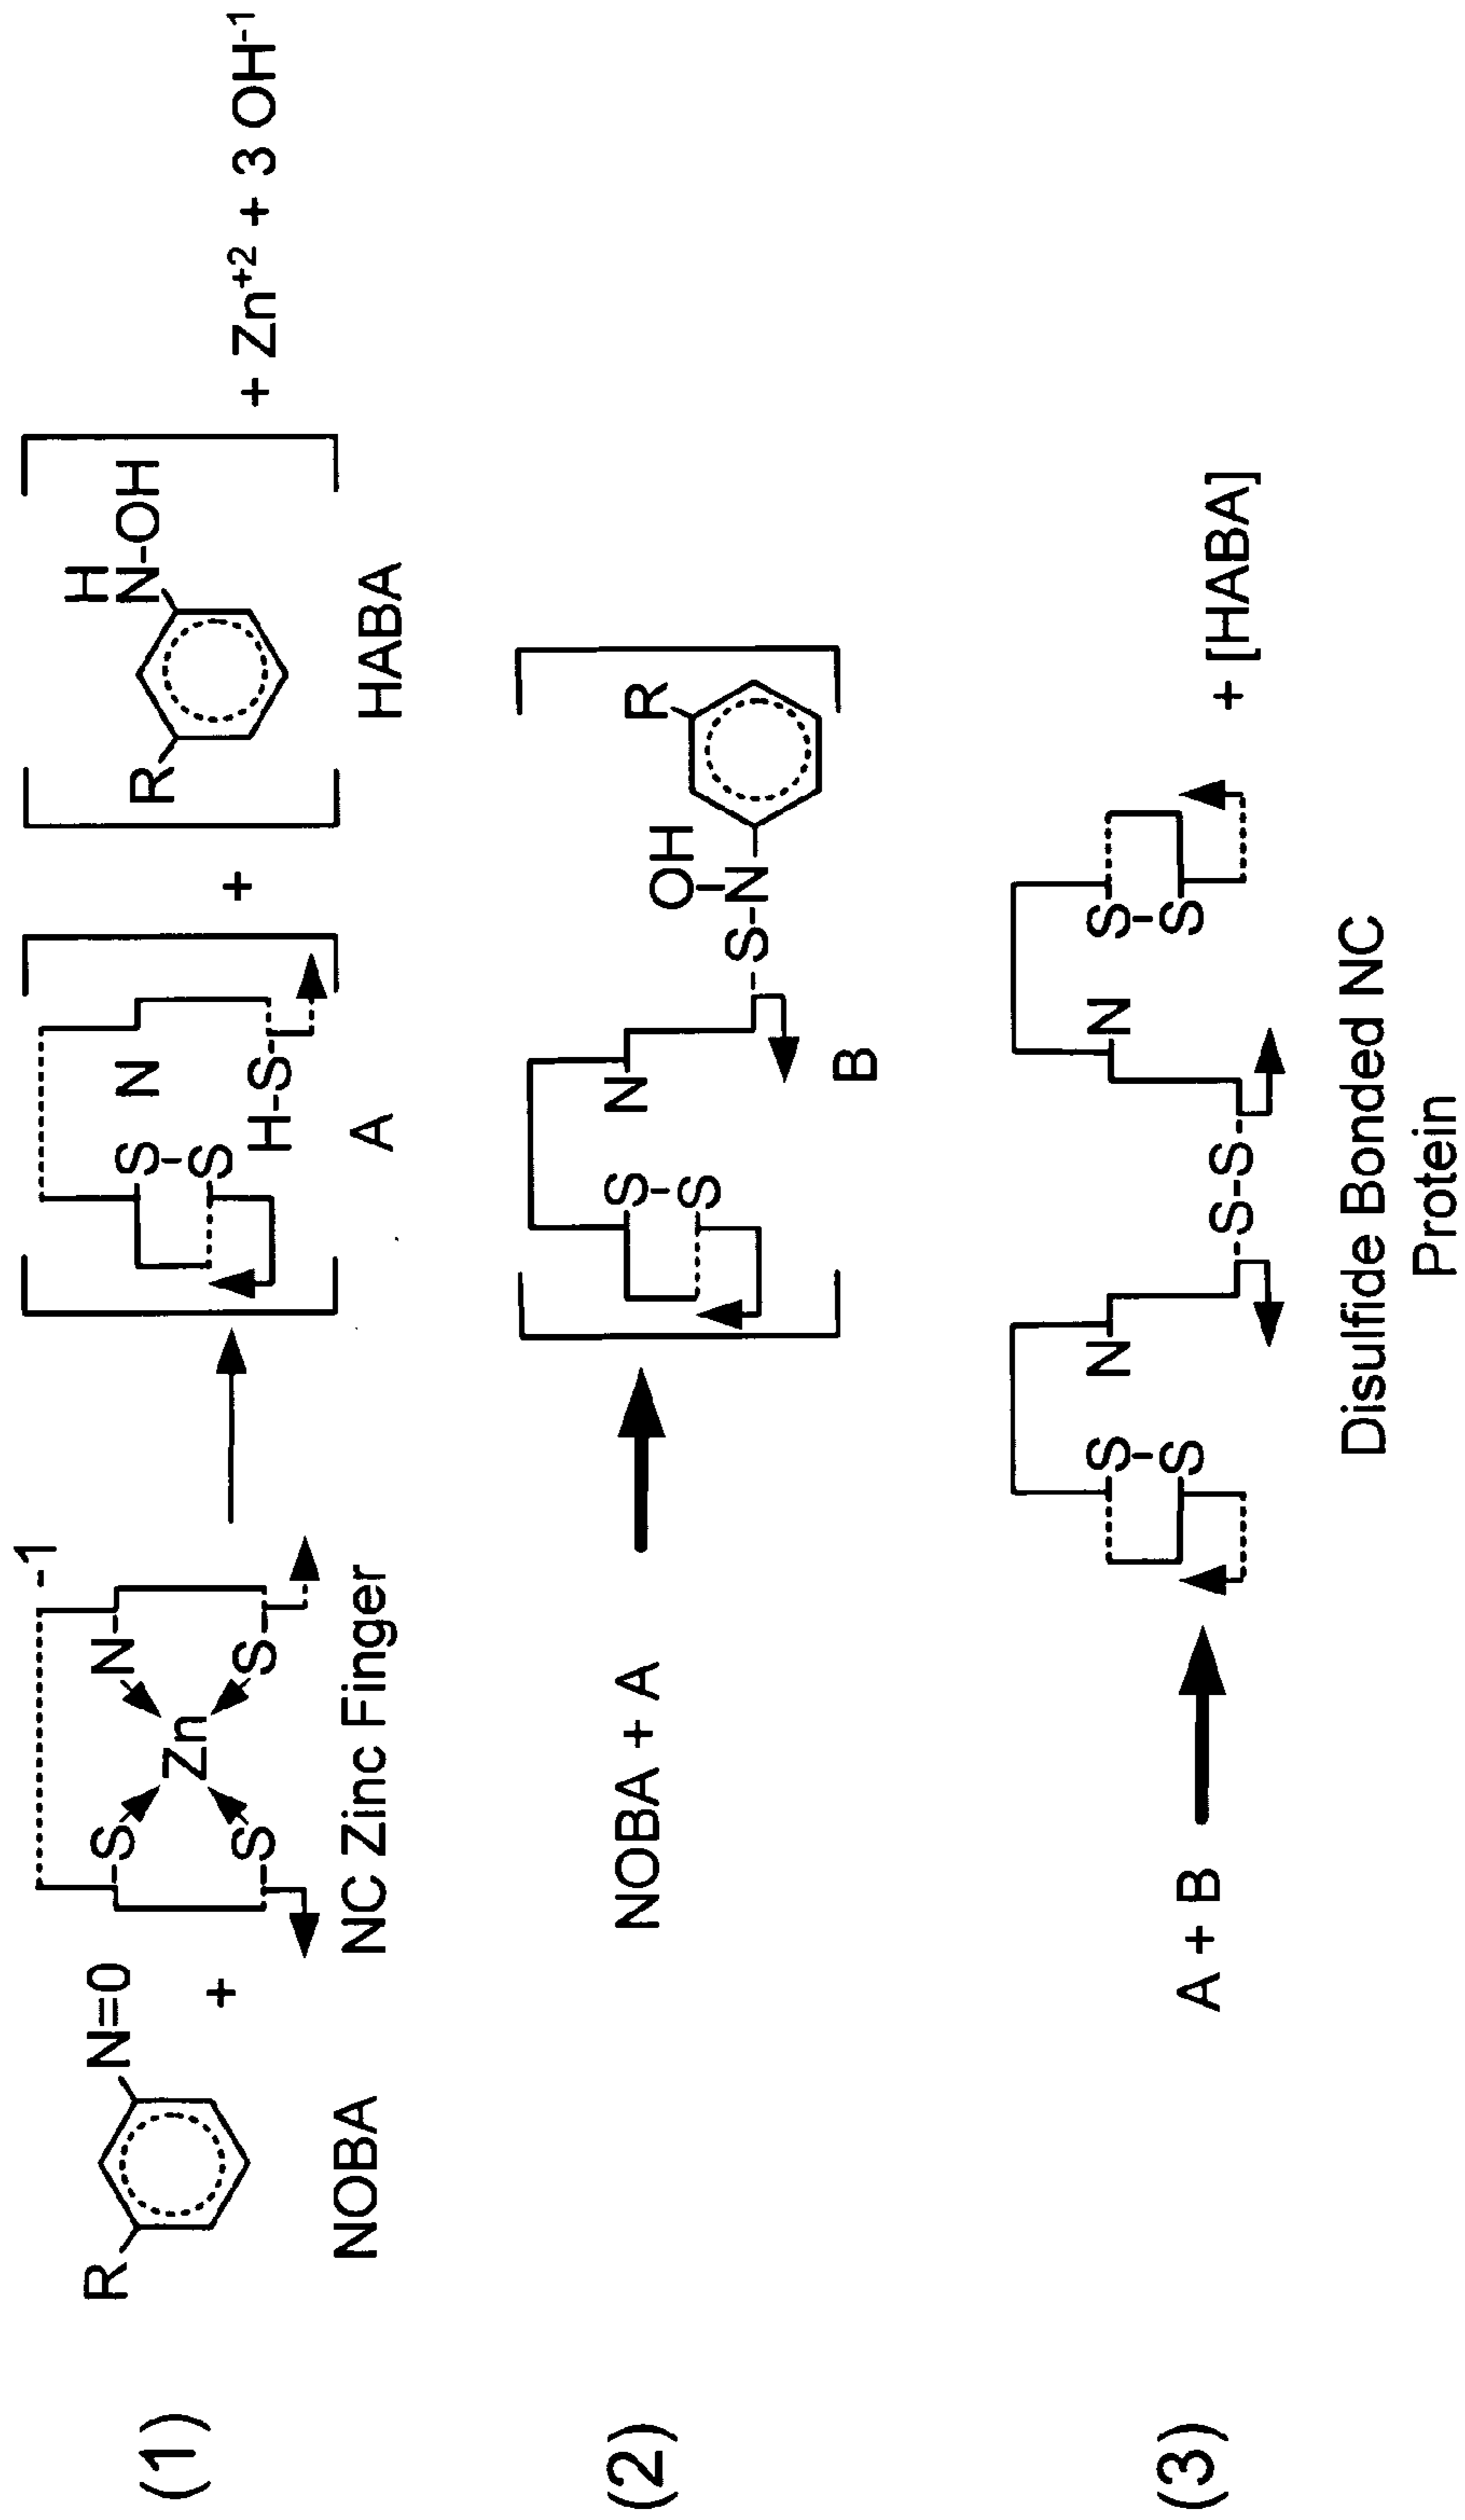 (1)
R
N=0
NOBA
+
-S
N-
Zn
-S
S-
-1
NC Zinc Finger
S-S
N
H-S-
A
+
R
H
N-OH
HABA
+ Zn+2 + 3 OH-1
(2)
NOBA + A
S-S
N
OH
-S-N
R
B
(3)
A + B
S-S
N
-S-S-
N
S-S
+ [HABA]
Disulfide Bonded NC
Protein